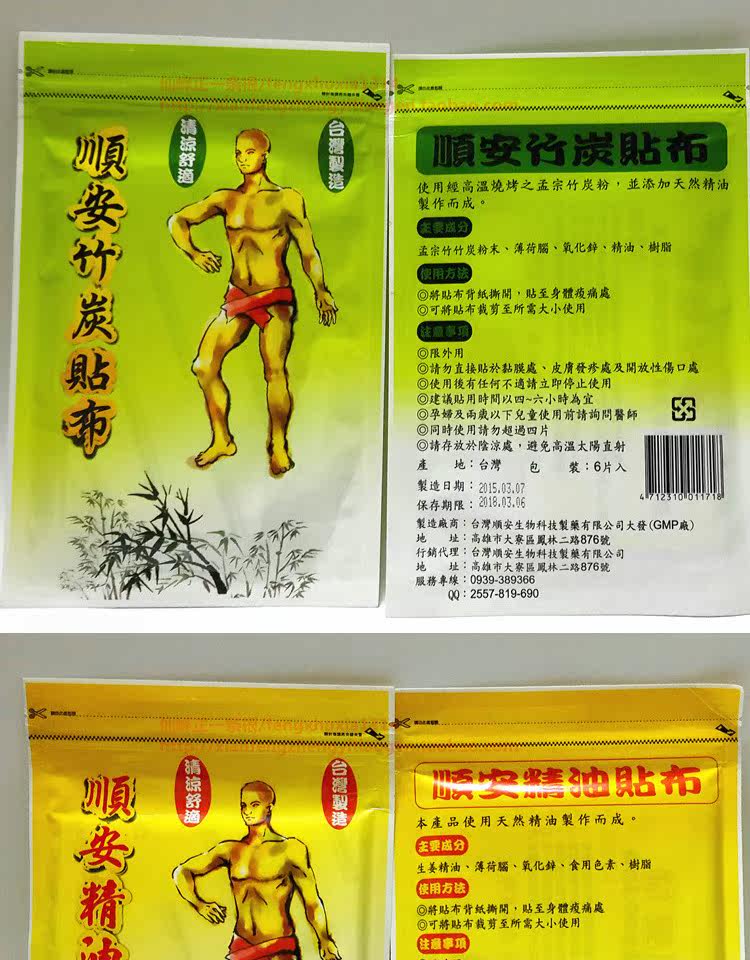 順安竹炭貼布
清涼舒適
台灣製造
順安竹炭貼布
使用經高溫燒烤之孟宗竹炭粉，並添加天然精油
製作而成。
主要成分
孟宗竹竹炭粉末、薄荷腦、氧化鋅、精油、樹脂
使用方法
◎將貼布背紙撕開，貼至身體痠痛處
◎可將貼布裁剪至所需大小使用
注意事項
◎限外用
◎請勿直接貼於黏膜處、皮膚發疹處及開放性傷口處
◎使用後有任何不適請立即停止使用
◎建議貼用時間以四~六小時為宜
◎孕婦及兩歲以下兒童使用前請詢問醫師
◎同時使用請勿超過四片
◎請存放於陰涼處，避免高溫太陽直射
產　地：台灣　包　裝：6片入
製造日期：2015.03.07
保存期限：2018.03.06
4 712310 011718
製造廠商：台灣順安生物科技製藥有限公司大發(GMP廠)
地　址：高雄市大寮區鳳林二路876號
行銷代理：台灣順安生物科技製藥有限公司
地　址：高雄市大寮區鳳林二路876號
服務專線：0939-389366
QQ：2557-819-690
順安精油
清涼舒適
台灣製造
順安精油貼布
本產品使用天然精油製作而成。
主要成分
生姜精油、薄荷腦、氧化鋅、食用色素、樹脂
使用方法
◎將貼布背紙撕開，貼至身體痠痛處
◎可將貼布裁剪至所需大小使用
注意事項